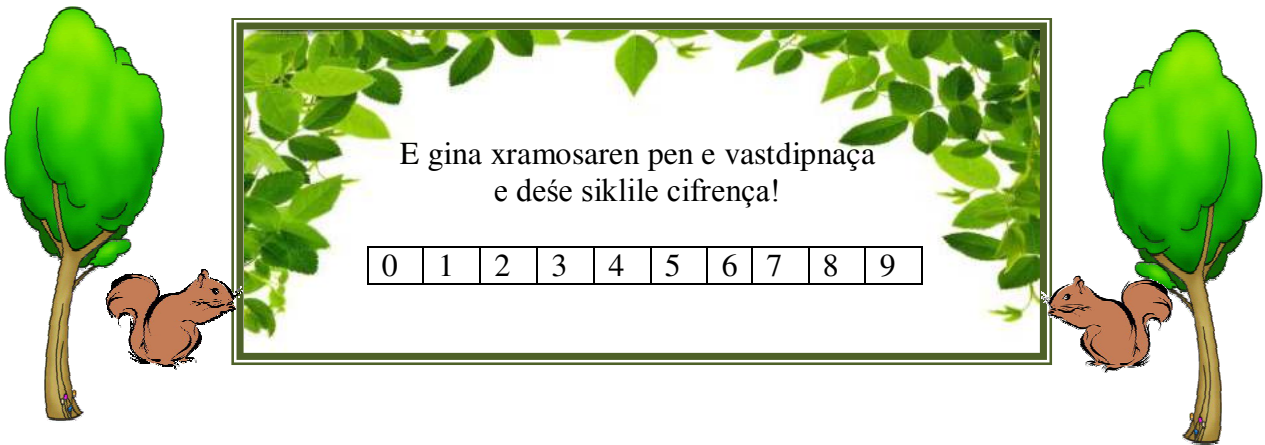 E gina xramosaren pen e vastdipnaça
e deśe siklile cifrença!
0 1 2 3 4 5 6 7 8 9